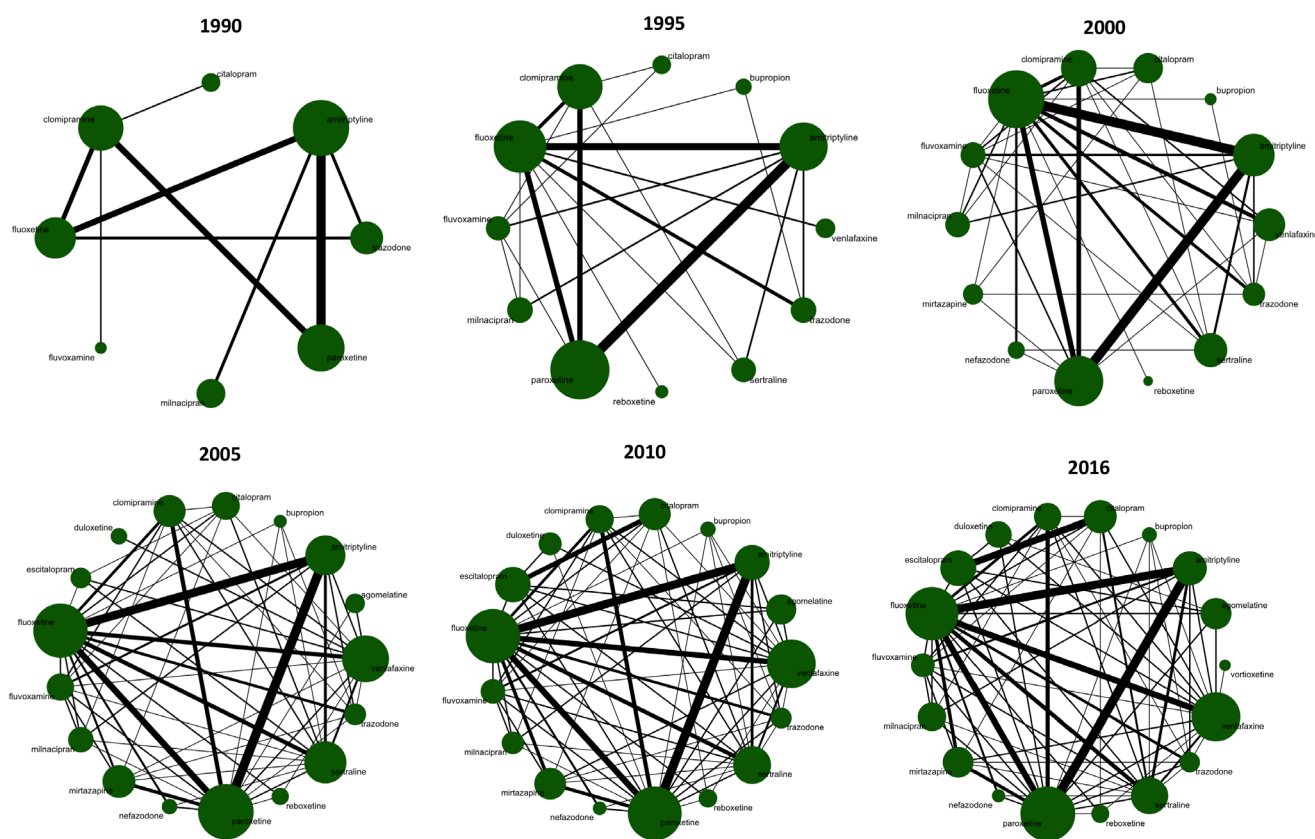 1990
citalopram
clomipramine
amitriptyline
fluoxetine
trazodone
fluvoxamine
paroxetine
milnacipran
1995
citalopram
clomipramine
bupropion
fluoxetine
amitriptyline
fluvoxamine
venlafaxine
milnacipran
trazodone
paroxetine
sertraline
reboxetine
2000
clomipramine
citalopram
fluoxetine
bupropion
fluvoxamine
amitriptyline
milnacipran
venlafaxine
mirtazapine
trazodone
nefazodone
sertraline
paroxetine
reboxetine
2005
clomipramine
citalopram
duloxetine
bupropion
amitriptyline
escitalopram
agomelatine
fluoxetine
venlafaxine
fluvoxamine
trazodone
milnacipran
sertraline
mirtazapine
reboxetine
nefazodone
paroxetine
2010
clomipramine
citalopram
duloxetine
bupropion
amitriptyline
escitalopram
agomelatine
fluoxetine
venlafaxine
fluvoxamine
trazodone
milnacipran
sertraline
mirtazapine
reboxetine
nefazodone
paroxetine
2016
clomipramine
citalopram
duloxetine
bupropion
escitalopram
amitriptyline
fluoxetine
agomelatine
fluvoxamine
vortioxetine
milnacipran
venlafaxine
mirtazapine
trazodone
nefazodone
sertraline
paroxetine
reboxetine